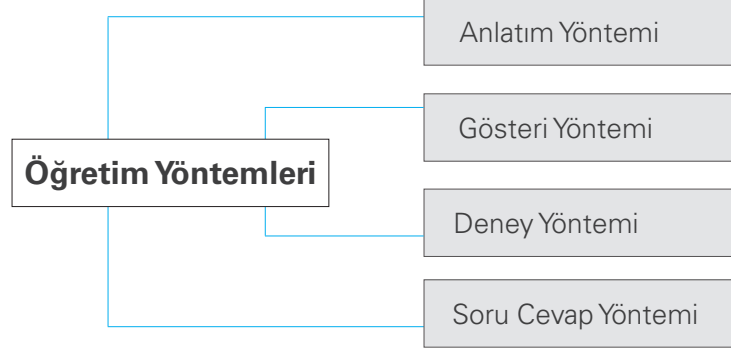 Anlatım Yöntemi
Gösteri Yöntemi
Öğretim Yöntemleri
Deney Yöntemi
Soru Cevap Yöntemi